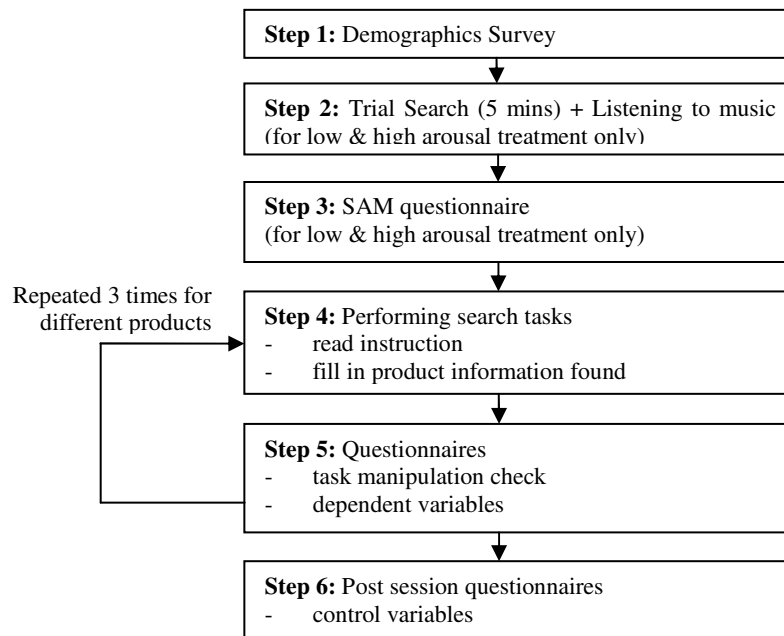 Step 1: Demographics Survey
Step 2: Trial Search (5 mins) + Listening to music
(for low & high arousal treatment only)
Step 3: SAM questionnaire
(for low & high arousal treatment only)
Repeated 3 times for
different products
Step 4: Performing search tasks
- read instruction
- fill in product information found
Step 5: Questionnaires
- task manipulation check
- dependent variables
Step 6: Post session questionnaires
- control variables